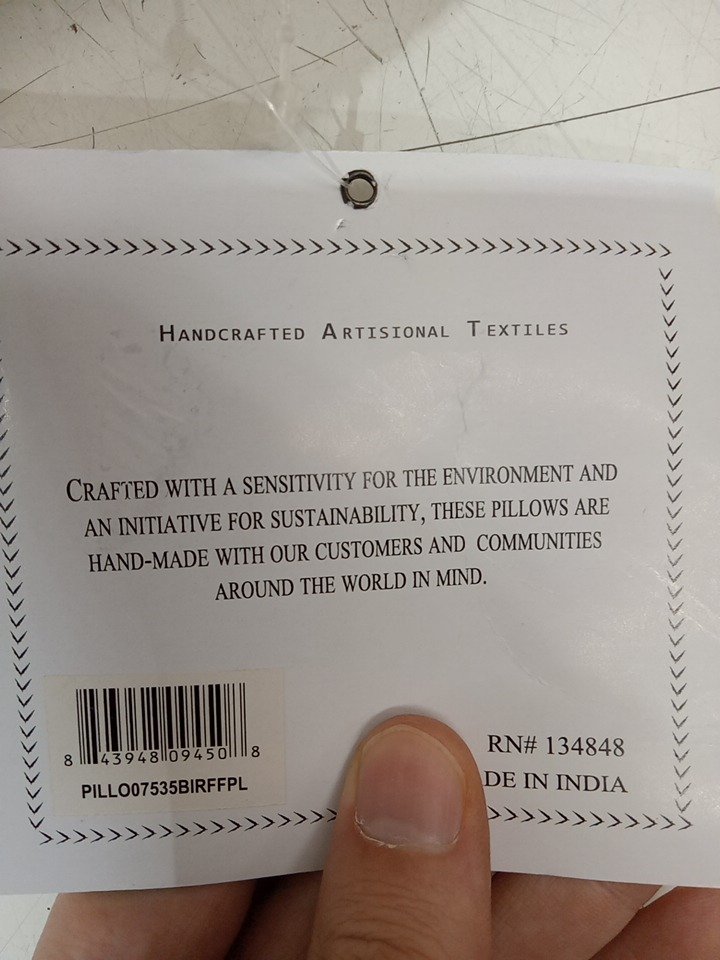 HANDCRAFTED ARTISIONAL TEXTILES
CRAFTED WITH A SENSITIVITY FOR THE ENVIRONMENT AND
AN INITIATIVE FOR SUSTAINABILITY, THESE PILLOWS ARE
HAND-MADE WITH OUR CUSTOMERS AND COMMUNITIES
AROUND THE WORLD IN MIND.
8 43948 09450 8
PILLO07535BIRFFPL
RN# 134848
DE IN INDIA